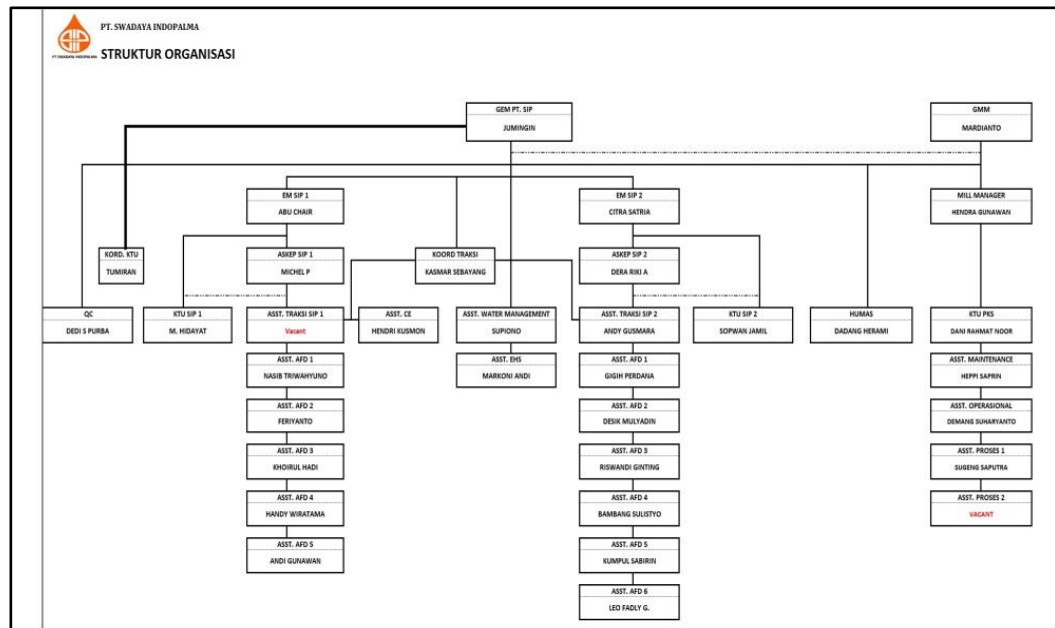 PT. SWADAYA INDOPALMA
SIP
PT SWADAYA INDOPALMA
STRUKTUR ORGANISASI
GEM PT. SIP
JUMINGIN
GMM
MARDIANTO
EM SIP 1
ABU CHAIR
EM SIP 2
CITRA SATRIA
MILL MANAGER
HENDRA GUNAWAN
KORD. KTU
TUMIRAN
ASKEP SIP 1
MICHEL P
KOORD TRAKSI
KASMAR SEBAYANG
ASKEP SIP 2
DERA RIKI A
QC
DEDI S PURBA
KTU SIP 1
M. HIDAYAT
ASST. TRAKSI SIP 1
Vacant
ASST. CE
HENDRI KUSMON
ASST. WATER MANAGEMENT
SUPIONO
ASST. TRAKSI SIP 2
ANDY GUSMARA
KTU SIP 2
SOPWAN JAMIL
HUMAS
DADANG HERAMI
KTU PKS
DANI RAHMAT NOOR
ASST. AFD 1
NASIB TRIWAHYUNO
ASST. EHS
MARKONI ANDI
ASST. AFD 1
GIGIH PERDANA
ASST. MAINTENANCE
HEPPI SAPRIN
ASST. AFD 2
FERIYANTO
ASST. AFD 2
DESIK MULYADIN
ASST. OPERASIONAL
DEMANG SUHARYANTO
ASST. AFD 3
KHOIRUL HADI
ASST. AFD 3
RISWANDI GINTING
ASST. PROSES 1
SUGENG SAPUTRA
ASST. AFD 4
HANDY WIRATAMA
ASST. AFD 4
BAMBANG SULISTYO
ASST. PROSES 2
VACANT
ASST. AFD 5
ANDI GUNAWAN
ASST. AFD 5
KUMPUL SABIRIN
ASST. AFD 6
LEO FADLY G.